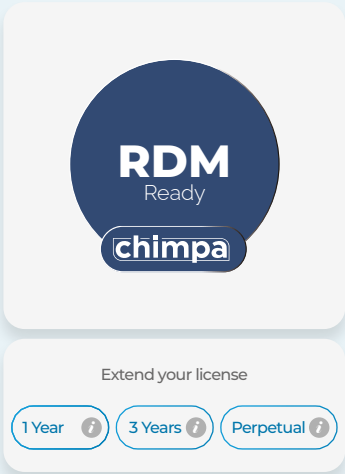 RDM
Ready
chimpa
Extend your license
1 Year i 3 Years i Perpetual i